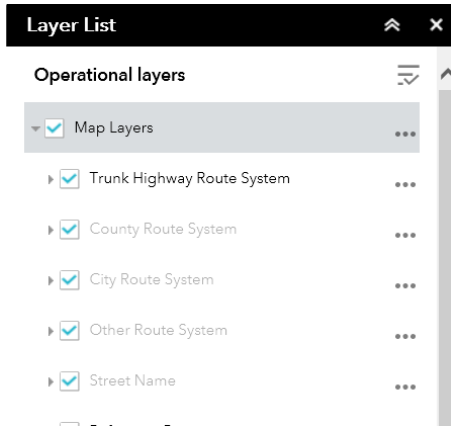 Layer List
Operational layers
Map Layers
Trunk Highway Route System
County Route System
City Route System
Other Route System
Street Name